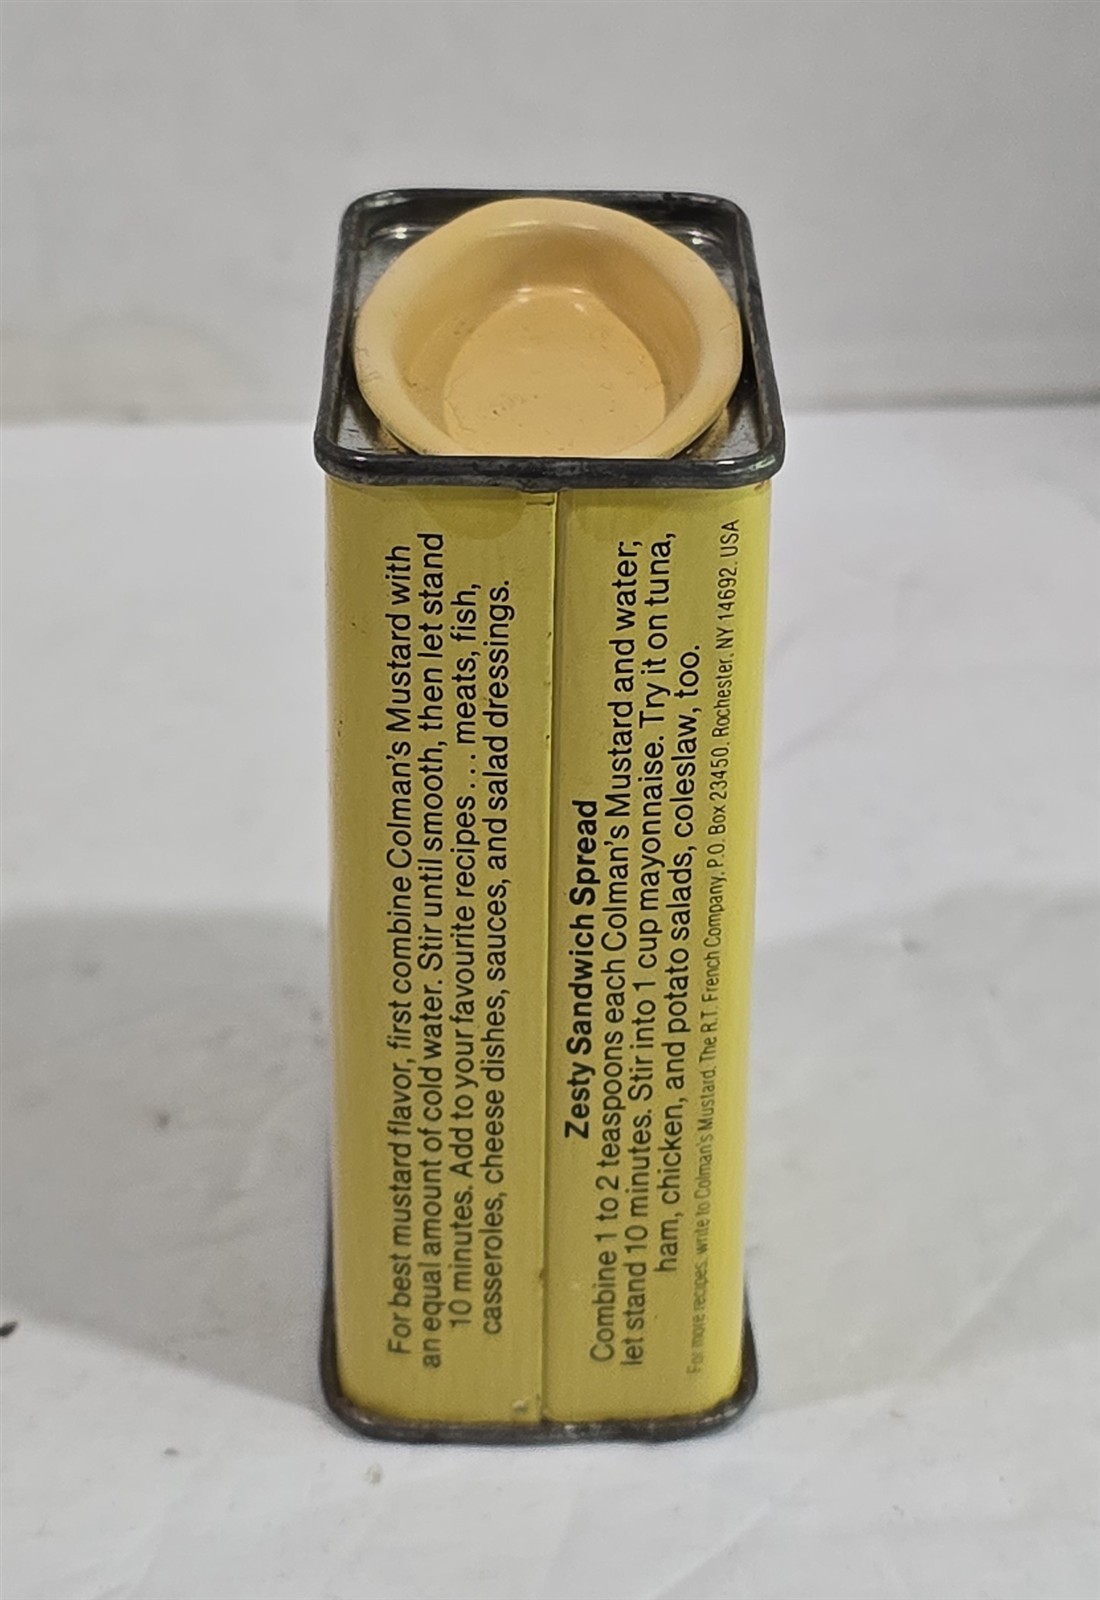 For best mustard flavor, first combine Colman's Mustard with
an equal amount of cold water. Stir until smooth, then let stand
10 minutes. Add to your favourite recipes . . . meats, fish,
casseroles, cheese dishes, sauces, and salad dressings.
Zesty Sandwich Spread
Combine 1 to 2 teaspoons each Colman's Mustard and water;
let stand 10 minutes. Stir into 1 cup mayonnaise. Try it on tuna,
ham, chicken, and potato salads, coleslaw, too.
For more recipes, write to Colman's Mustard, The R.T. French Company, P.O. Box 23450, Rochester, NY 14692. USA